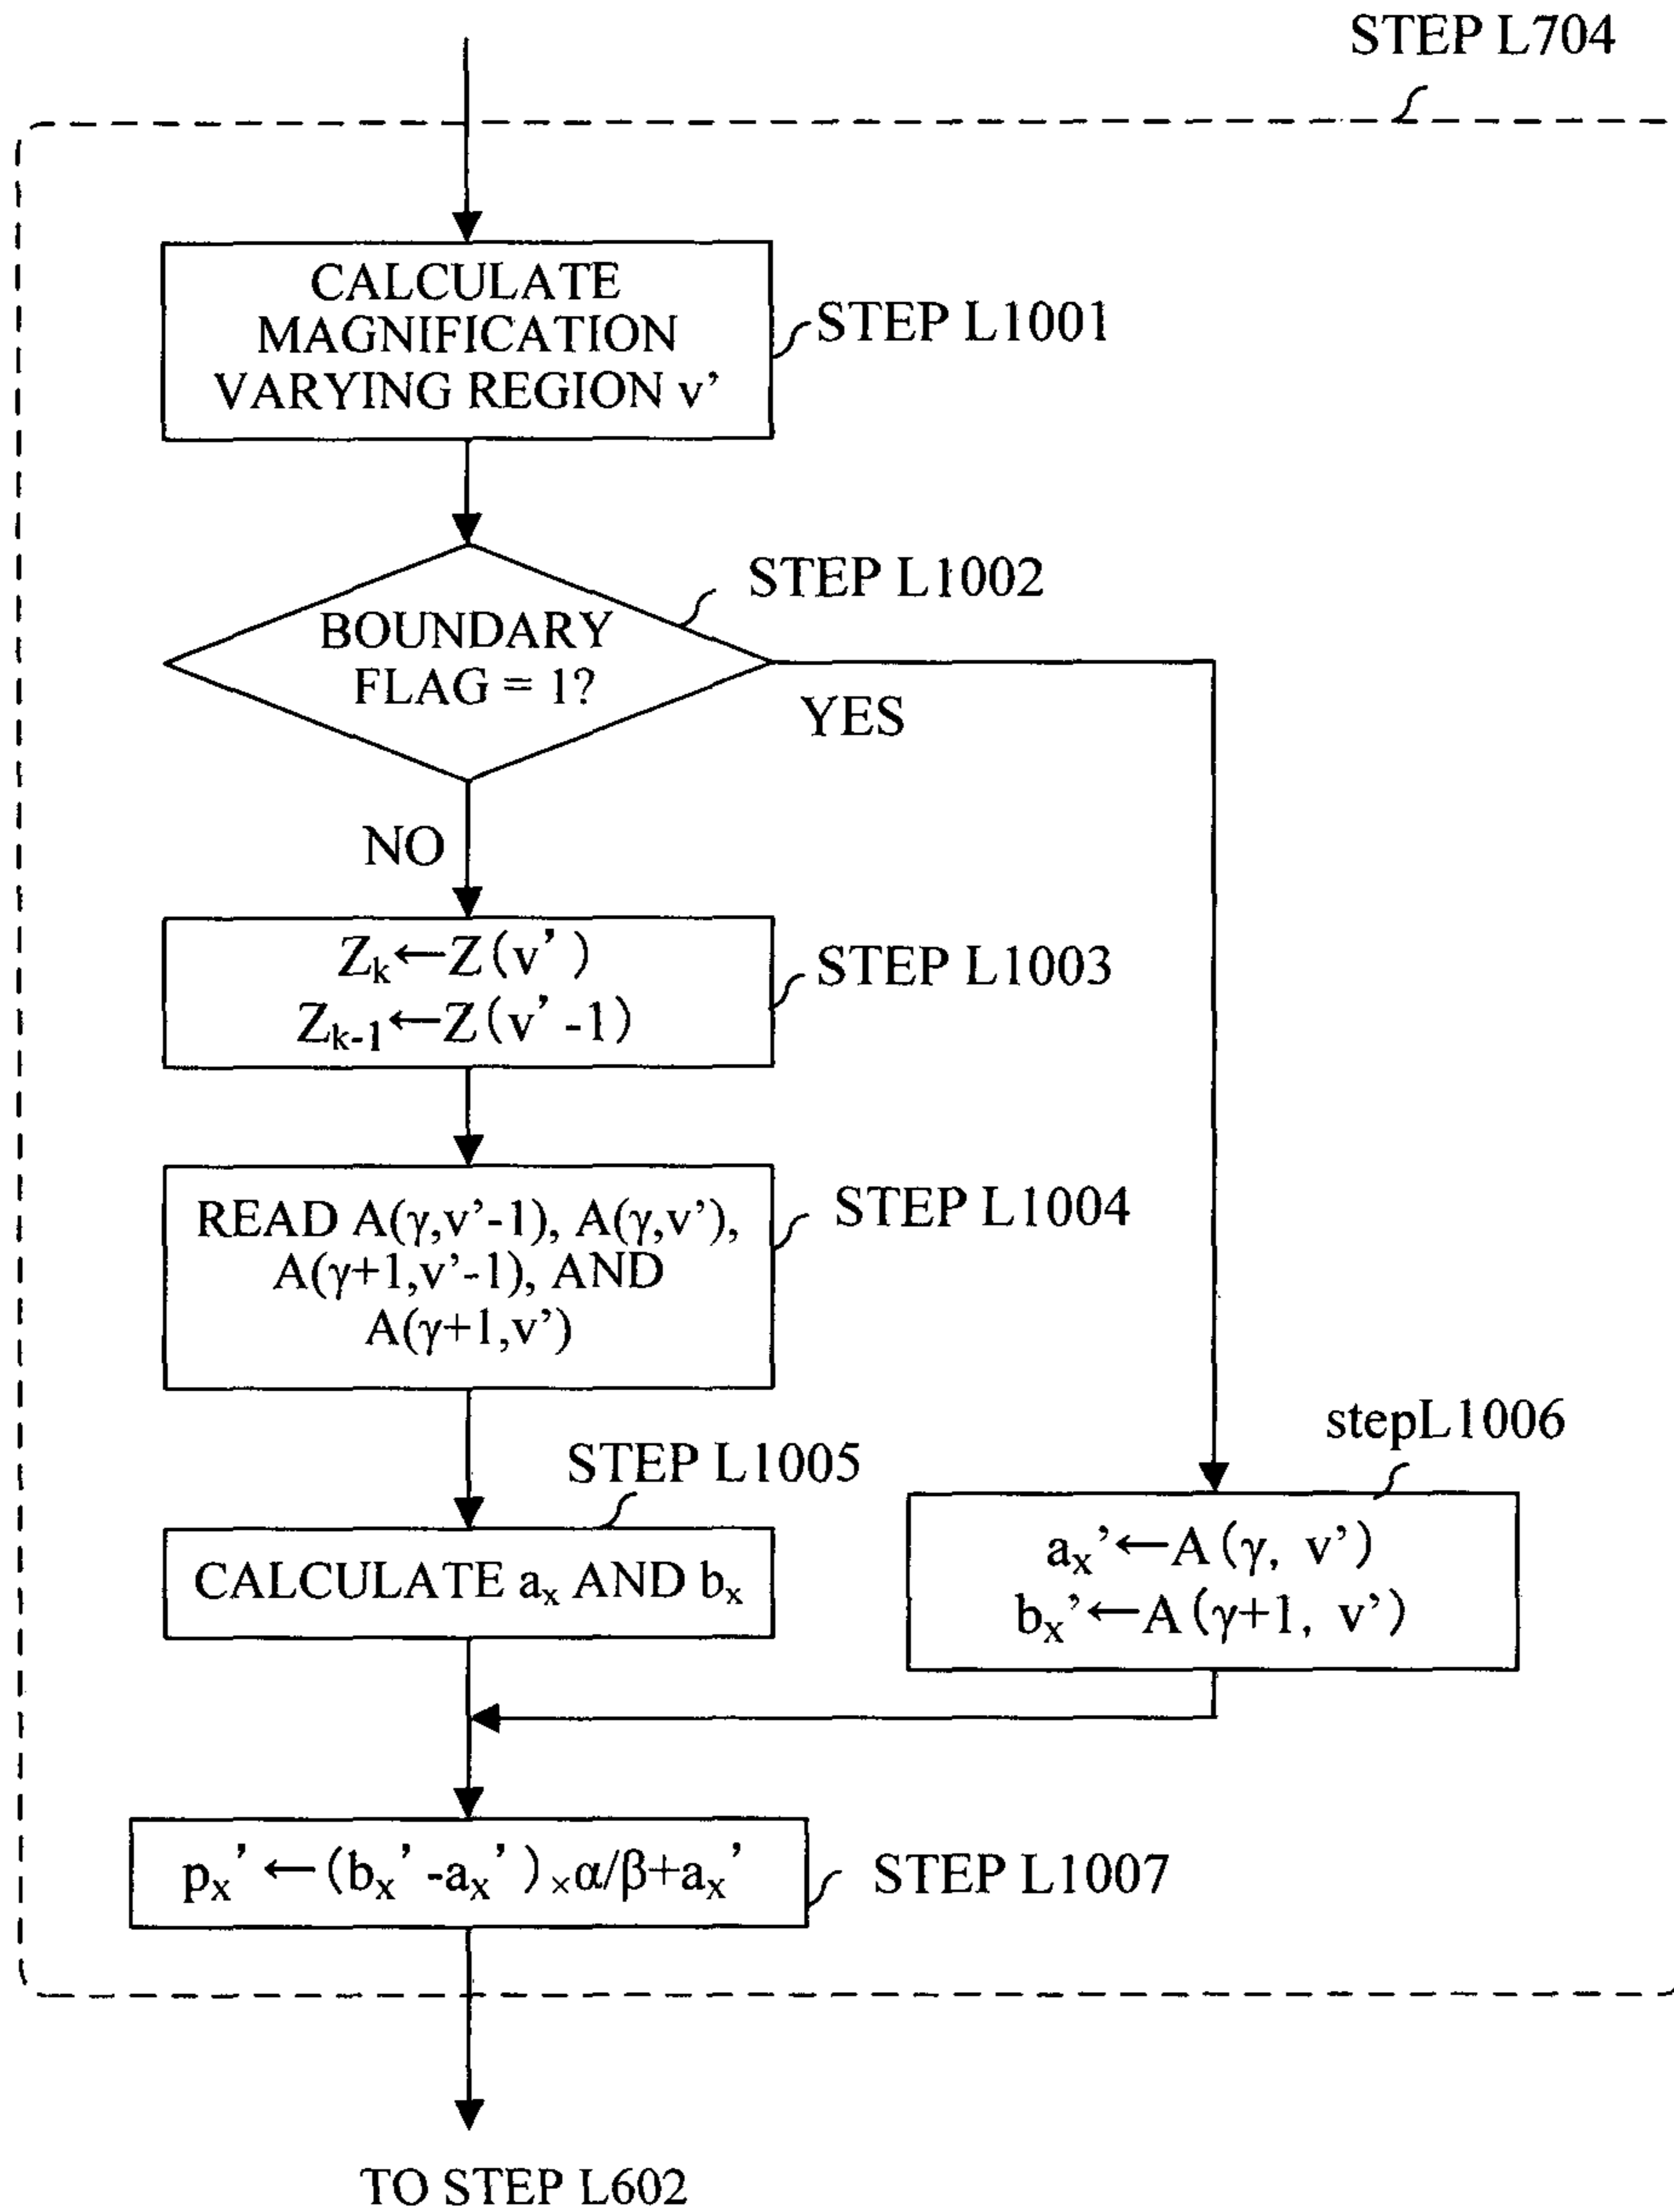 STEP L704
CALCULATE
MAGNIFICATION
VARYING REGION v’
STEP L1001
STEP L1002
BOUNDARY
FLAG = 1?
YES
NO
Zk←Z(v’)
Zk-1←Z(v’-1)
STEP L1003
READ A(γ,v’-1), A(γ,v’),
A(γ+1,v’-1), AND
A(γ+1,v’)
STEP L1004
STEP L1005
CALCULATE ax AND bx
stepL1006
ax’←A(γ, v’)
bx’←A(γ+1, v’)
px’←(bx’-ax’)×α/β+ax’
STEP L1007
TO STEP L602